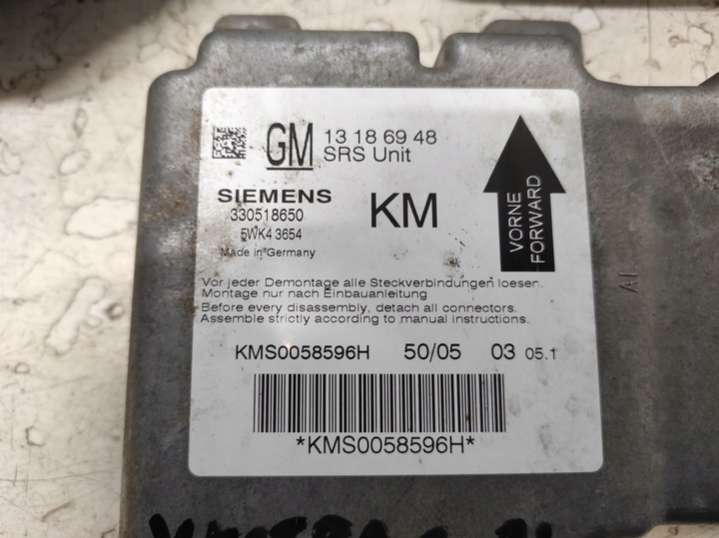 GM 13 18 69 48
SRS Unit
SIEMENS
330518650
5WK4 3654
Made in Germany
KM
VORNE
FORWARD
Vor jeder Demontage alle Steckverbindungen loesen.
Montage nur nach Einbauanleitung
Before every disassembly, detach all connectors.
Assemble strictly according to manual instructions.
KMS0058596H 50/05 03 05.1
*KMS0058596H*